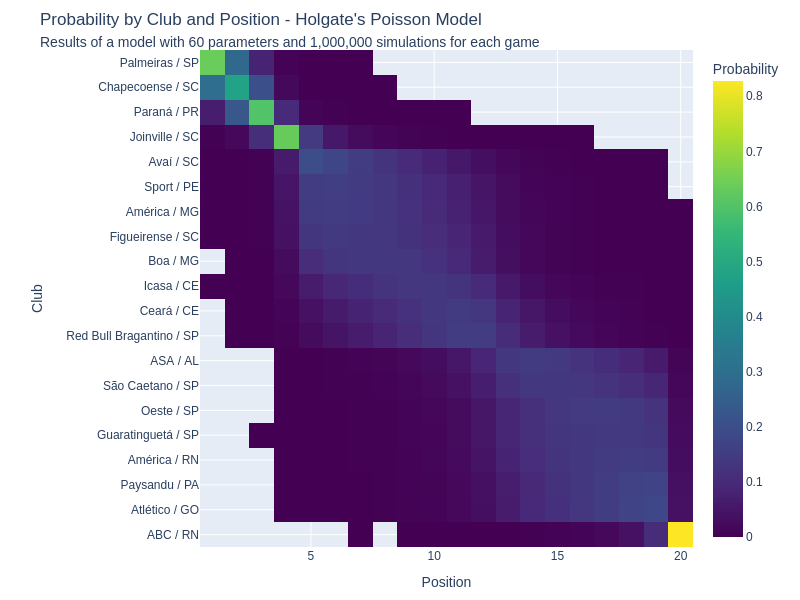 Probability by Club and Position - Holgate's Poisson Model
Results of a model with 60 parameters and 1,000,000 simulations for each game
Probability
Club
Palmeiras / SP
Chapecoense / SC
Paraná / PR
Joinville / SC
Avaí / SC
Sport / PE
América / MG
Figueirense / SC
Boa / MG
Icasa / CE
Ceará / CE
Red Bull Bragantino / SP
ASA / AL
São Caetano / SP
Oeste / SP
Guaratinguetá / SP
América / RN
Paysandu / PA
Atlético / GO
ABC / RN
0.8
0.7
0.6
0.5
0.4
0.3
0.2
0.1
0
5
10
15
20
Position